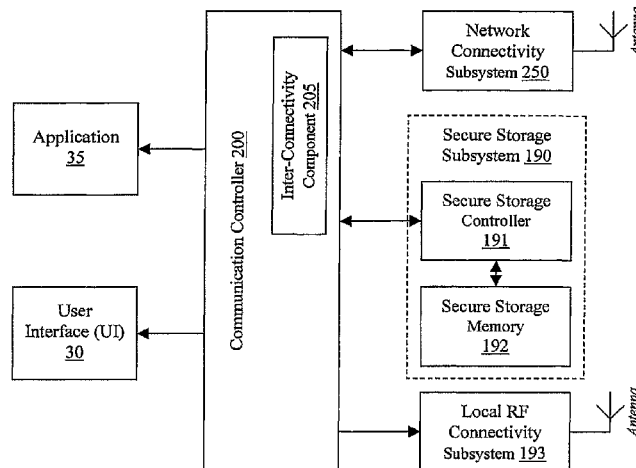 Network
Connectivity
Subsystem 250
Antenna
Application
35
Communication Controller 200
Inter-Connectivity
Component 205
Secure Storage
Subsystem 190
Secure Storage
Controller
191
Secure Storage
Memory
192
User
Interface (UI)
30
Local RF
Connectivity
Subsystem 193
Antenna